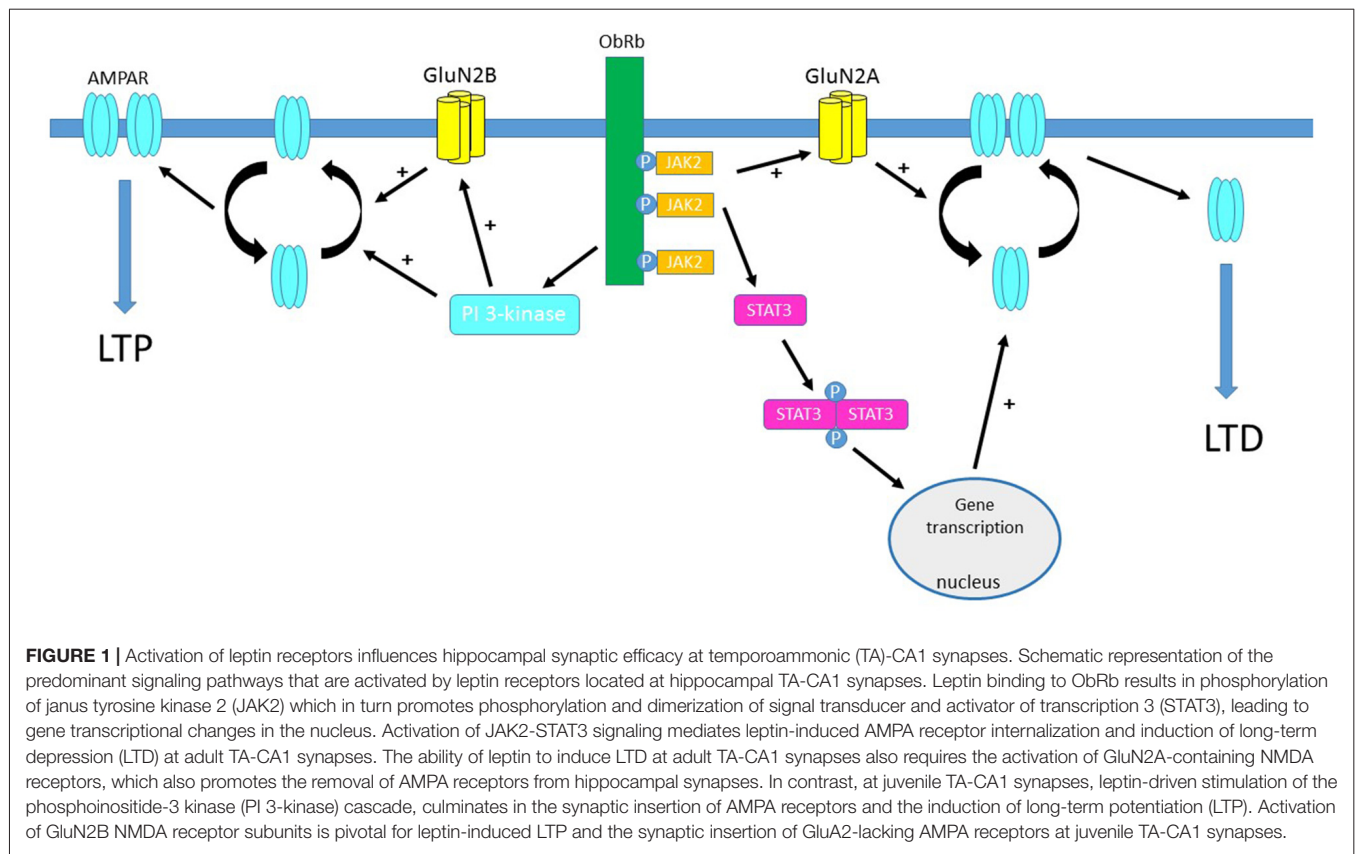 ObRb
AMPAR
GluN2B
GluN2A
P JAK2
P JAK2
P JAK2
+
+
+
+
+
PI 3-kinase
STAT3
LTP
P
STAT3 STAT3
P
+
LTD
Gene
transcription
nucleus
FIGURE 1 | Activation of leptin receptors influences hippocampal synaptic efficacy at temporoammonic (TA)-CA1 synapses. Schematic representation of the
predominant signaling pathways that are activated by leptin receptors located at hippocampal TA-CA1 synapses. Leptin binding to ObRb results in phosphorylation
of janus tyrosine kinase 2 (JAK2) which in turn promotes phosphorylation and dimerization of signal transducer and activator of transcription 3 (STAT3), leading to
gene transcriptional changes in the nucleus. Activation of JAK2-STAT3 signaling mediates leptin-induced AMPA receptor internalization and induction of long-term
depression (LTD) at adult TA-CA1 synapses. The ability of leptin to induce LTD at adult TA-CA1 synapses also requires the activation of GluN2A-containing NMDA
receptors, which also promotes the removal of AMPA receptors from hippocampal synapses. In contrast, at juvenile TA-CA1 synapses, leptin-driven stimulation of the
phosphoinositide-3 kinase (PI 3-kinase) cascade, culminates in the synaptic insertion of AMPA receptors and the induction of long-term potentiation (LTP). Activation
of GluN2B NMDA receptor subunits is pivotal for leptin-induced LTP and the synaptic insertion of GluA2-lacking AMPA receptors at juvenile TA-CA1 synapses.